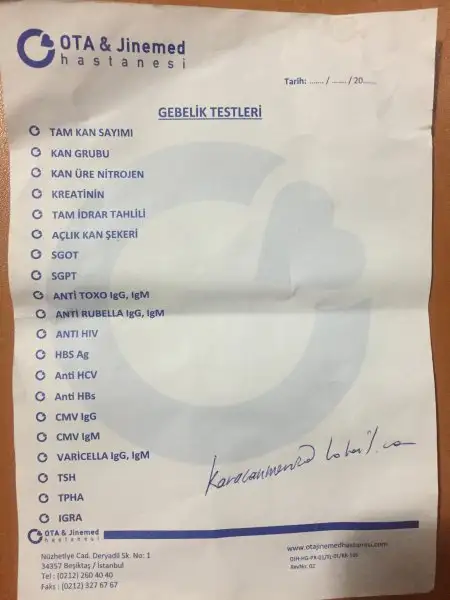 OTA & Jinemed
hastanesi
Tarih: ....... / ....... / 20......
GEBELİK TESTLERİ
TAM KAN SAYIMI
KAN GRUBU
KAN ÜRE NİTROJEN
KREATİNİN
TAM İDRAR TAHLİLİ
AÇLIK KAN ŞEKERİ
SGOT
SGPT
ANTİ TOXO IgG, IgM
ANTİ RUBELLA IgG, IgM
ANTI HIV
HBS Ag
Anti HCV
Anti HBs
CMV IgG
CMV IgM
VARİCELLA IgG, IgM
TSH
TPHA
IGRA
OTA & Jinemed
hastanesi
Nüzhetiye Cad. Deryadil Sk. No: 1
34357 Beşiktaş / İstanbul
Tel : (0212) 260 40 40
Faks : (0212) 327 67 67
www.otajinemedhastanesi.com
RevNo: 02